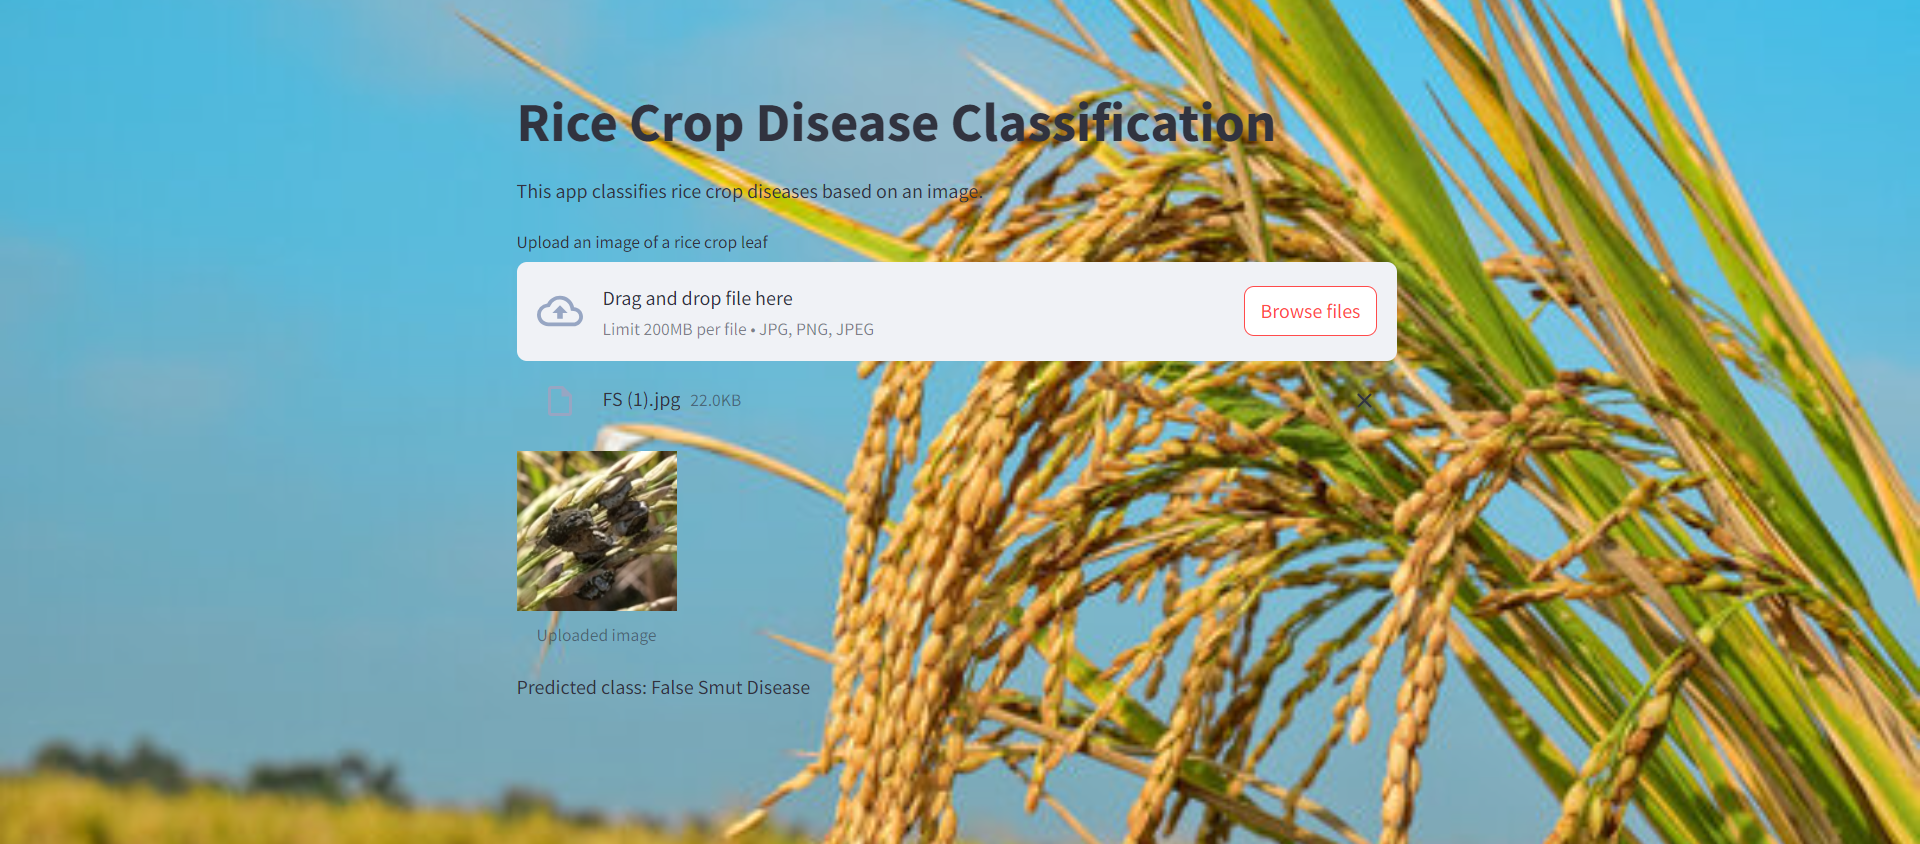 Rice Crop Disease Classification
This app classifies rice crop diseases based on an image.
Upload an image of a rice crop leaf
Drag and drop file here
Limit 200MB per file • JPG, PNG, JPEG
Browse files
FS (1).jpg 22.0KB
Uploaded image
Predicted class: False Smut Disease